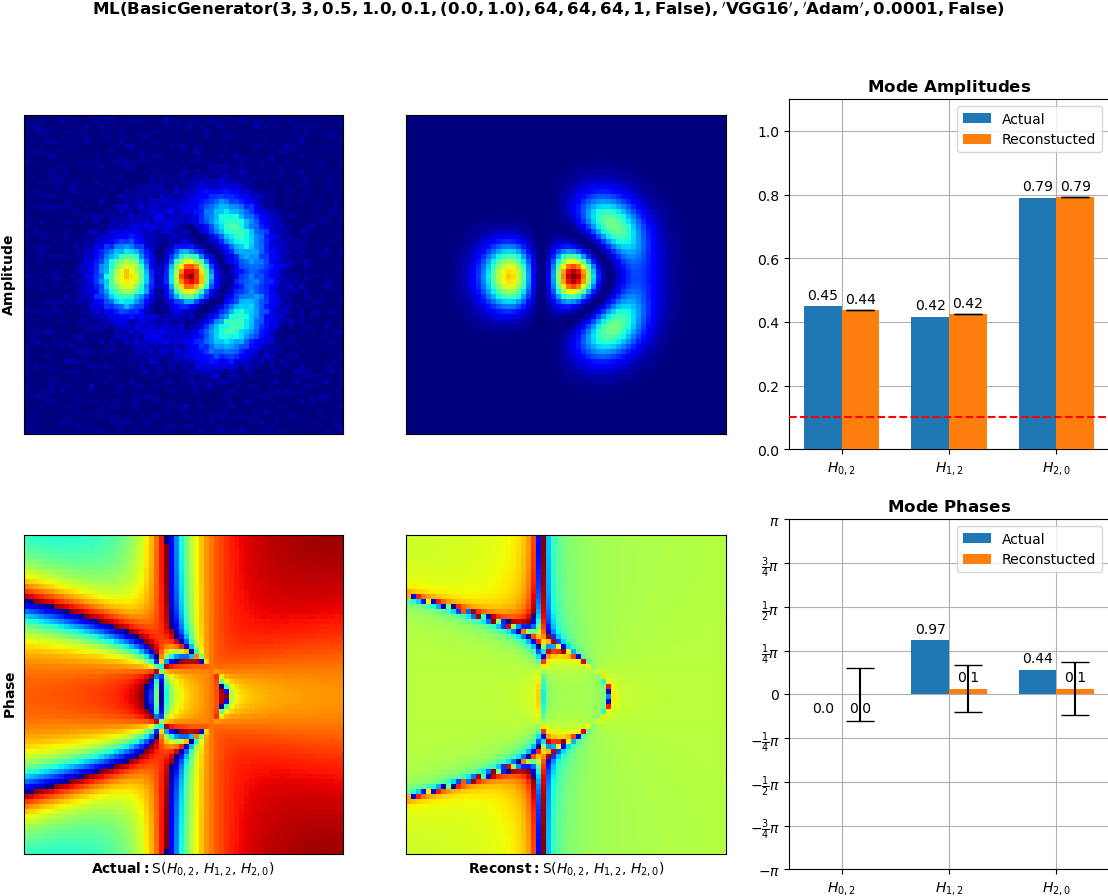 ML(BasicGenerator(3, 3, 0.5, 1.0, 0.1, (0.0, 1.0), 64, 64, 64, 1, False), ′VGG16′, ′Adam′, 0.0001, False)
Amplitude
Mode Amplitudes
Actual
Reconstucted
1.0
0.8
0.6
0.4
0.2
0.0
0.45
0.44
0.42
0.42
0.79
0.79
H0, 2
H1, 2
H2, 0
Phase
Actual: S(H0, 2, H1, 2, H2, 0)
Reconst: S(H0, 2, H1, 2, H2, 0)
Mode Phases
Actual
Reconstucted
π
3/4π
1/2π
1/4π
0
−1/4π
−1/2π
−3/4π
−π
0.0
0.0
0.97
0.1
0.44
0.1
H0, 2
H1, 2
H2, 0